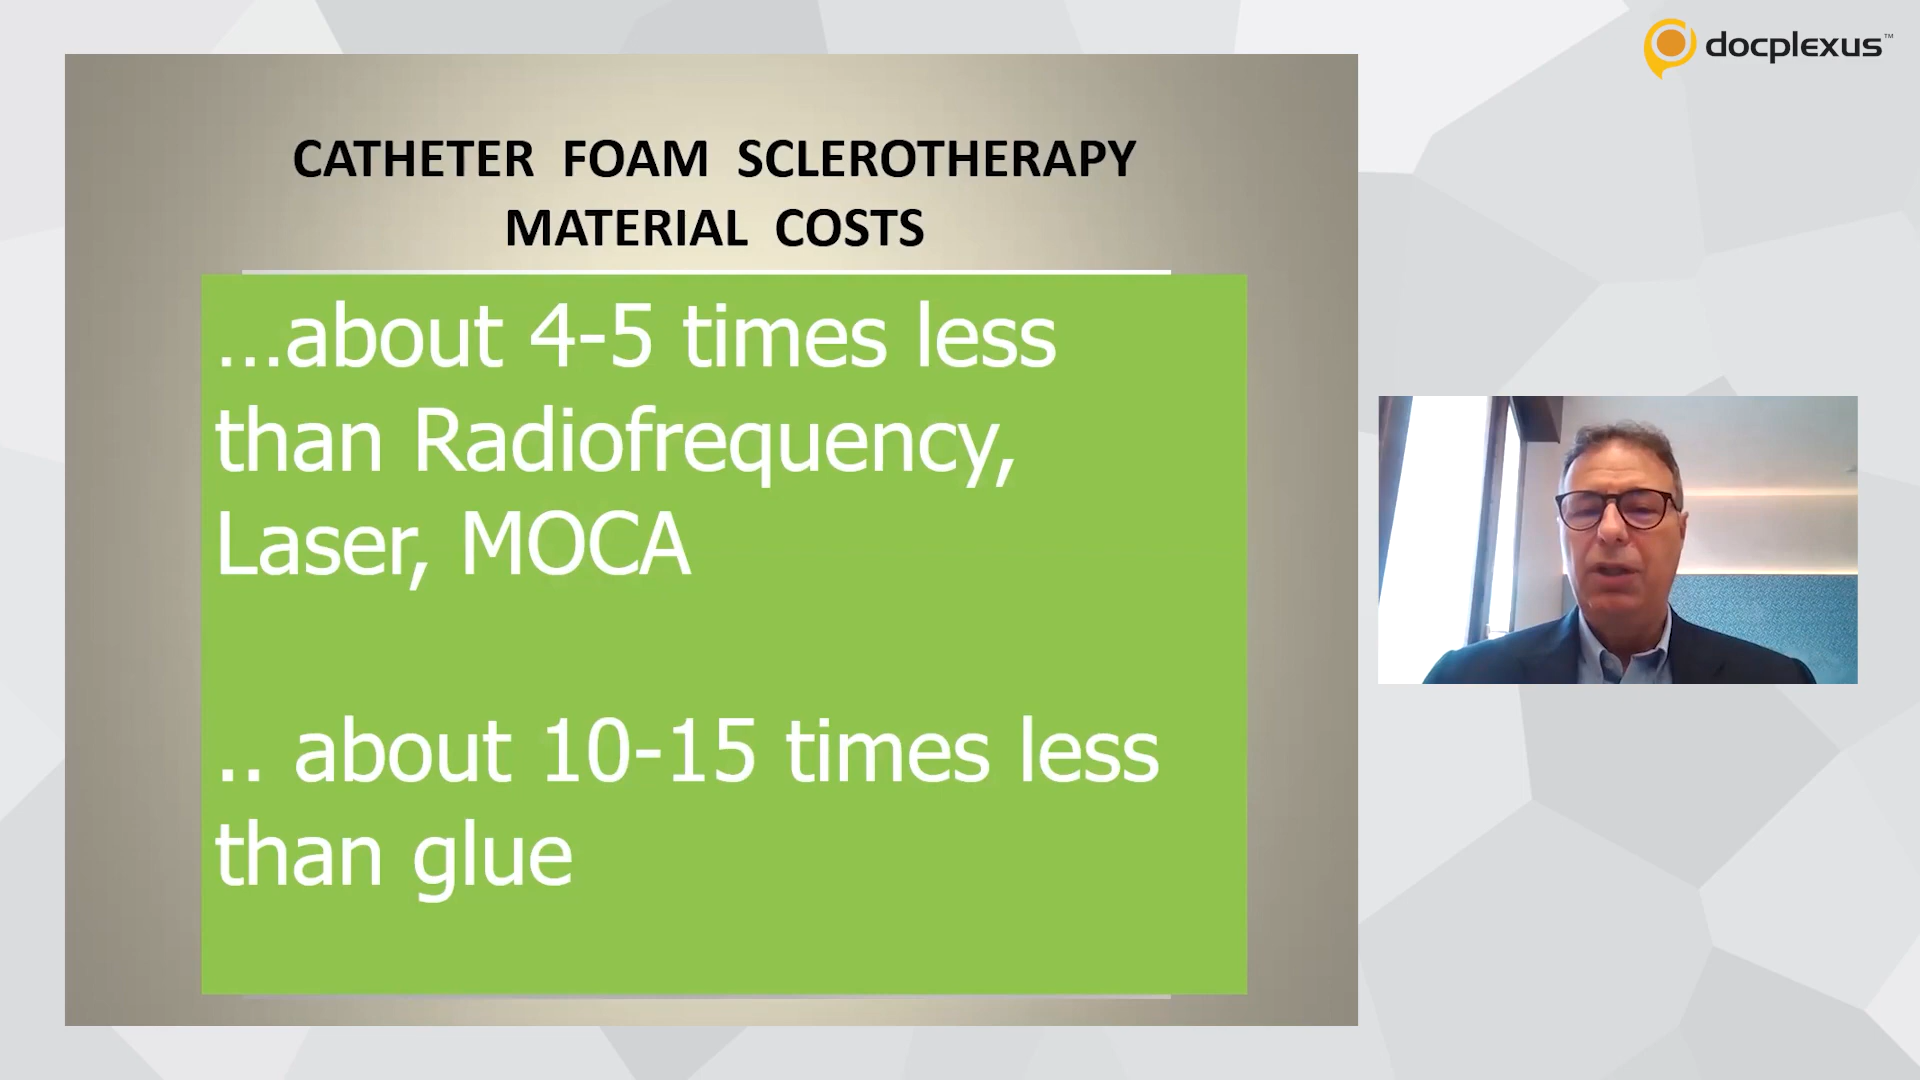 docplexus™
CATHETER FOAM SCLEROTHERAPY
MATERIAL COSTS
...about 4-5 times less
than Radiofrequency,
Laser, MOCA
.. about 10-15 times less
than glue